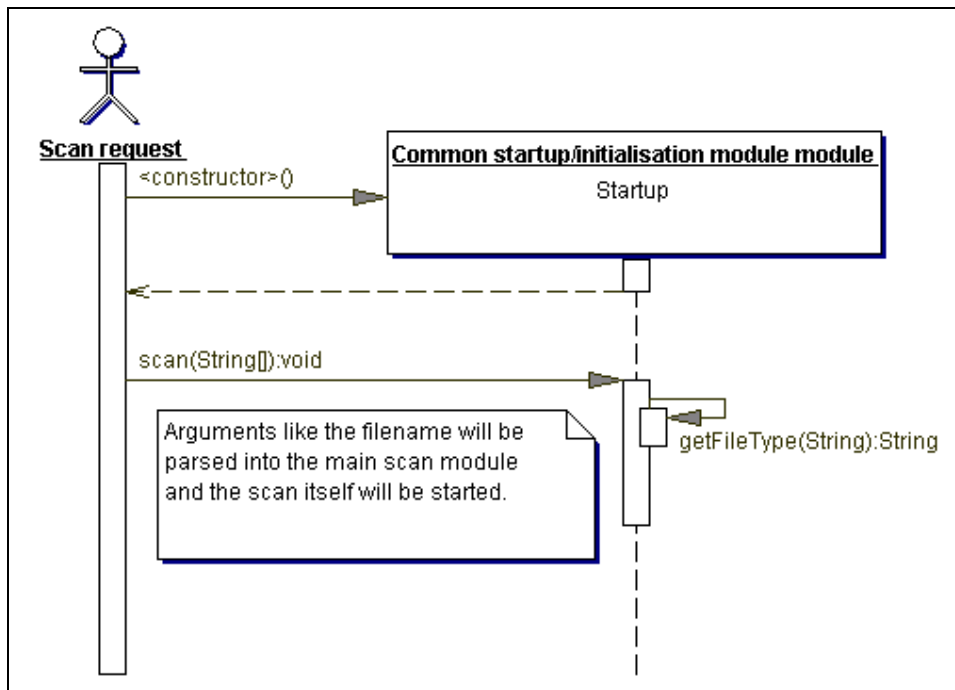 Scan request
Common startup/initialisation module module
Startup
<constructor>()
scan(String[]):void
getFileType(String):String
Arguments like the filename will be
parsed into the main scan module
and the scan itself will be started.